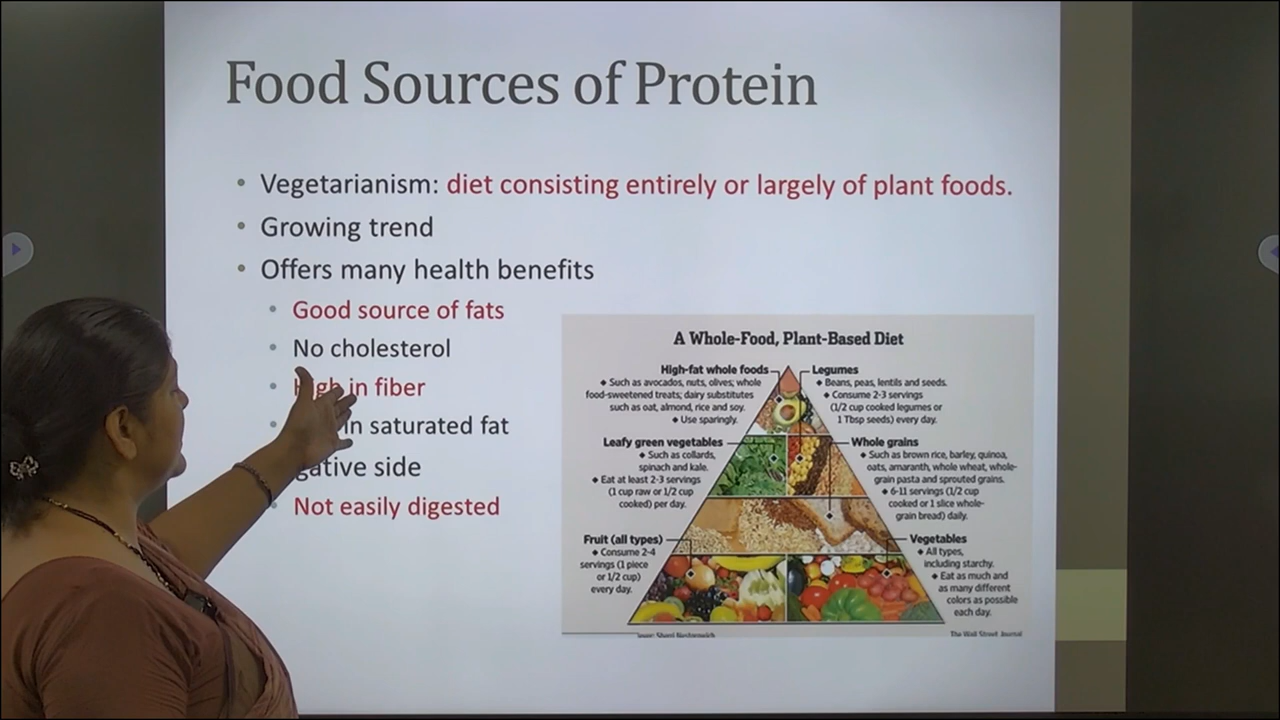 Food Sources of Protein
Vegetarianism: diet consisting entirely or largely of plant foods.
Growing trend
Offers many health benefits
Good source of fats
No cholesterol
High in fiber
in saturated fat
side
Not easily digested
A Whole-Food, Plant-Based Diet
High-fat whole foods
Such as avocados, nuts, olives; whole
food-sweetened treats; dairy substitutes
such as oat, almond, rice and soy.
Use sparingly.
Legumes
Beans, peas, lentils and seeds.
Consume 2-3 servings
(1/2 cup cooked legumes or
1 Tbsp seeds) every day.
Leafy green vegetables
Such as collards,
spinach and kale.
Eat at least 2-3 servings
(1 cup raw or 1/2 cup
cooked) per day.
Whole grains
Such as brown rice, barley, quinoa,
oats, amaranth, whole wheat, whole-
grain pasta and sprouted grains.
6-11 servings (1/2 cup
cooked or 1 slice whole-
grain bread) daily.
Fruit (all types)
Consume 2-4
servings (1 piece
or 1/2 cup)
every day.
Vegetables
All types,
including starchy.
Eat as much and
as many different
colors as possible
each day.
The Wall Street Journal